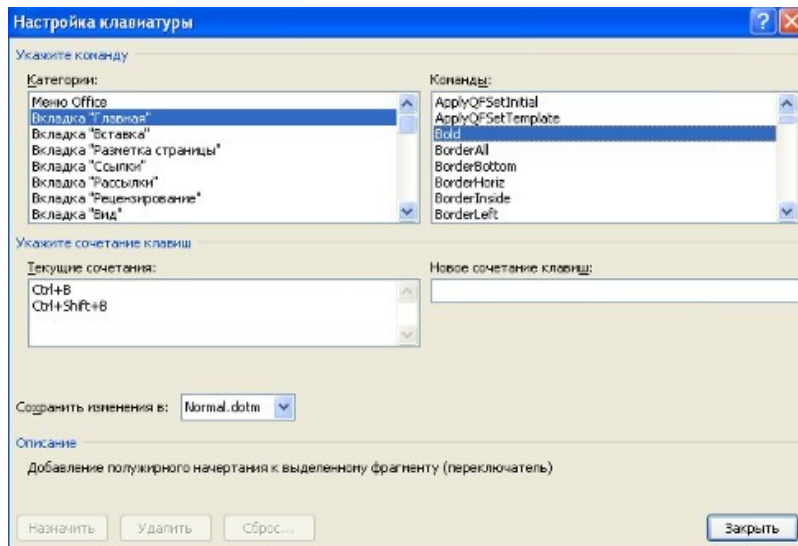 Настройка клавиатуры
Укажите команду
Категории:
Меню Office
Вкладка "Главная"
Вкладка "Вставка"
Вкладка "Разметка страницы"
Вкладка "Ссылки"
Вкладка "Рассылки"
Вкладка "Рецензирование"
Вкладка "Вид"
Команды:
ApplyQFSetInitial
ApplyQFSetTemplate
Bold
BorderAll
BorderBottom
BorderHoriz
BorderInside
BorderLeft
Укажите сочетание клавиш
Текущие сочетания:
Ctrl+B
Ctrl+Shift+B
Новое сочетание клавиш:
Сохранить изменения в: Normal.dotm
Описание
Добавление полужирного начертания к выделенному фрагменту (переключатель)
Назначить Удалить Сброс... Закрыть